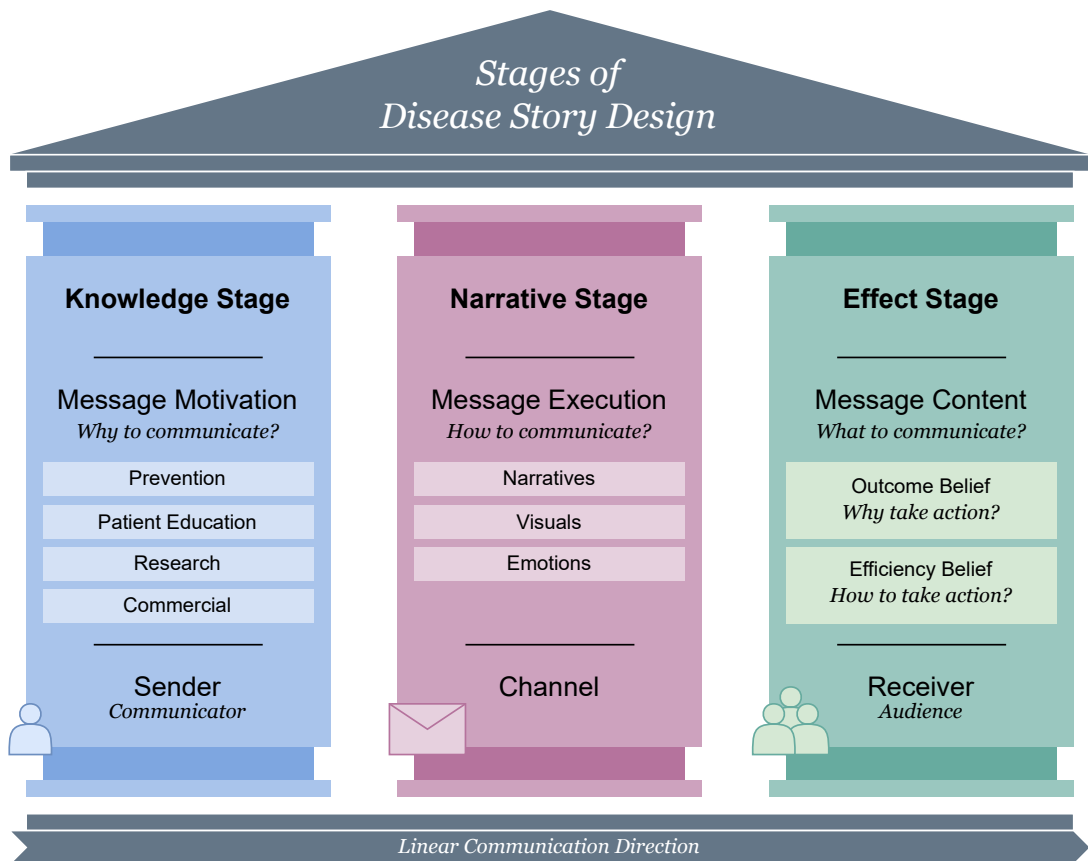 Stages of
Disease Story Design
Knowledge Stage
Message Motivation
Why to communicate?
Prevention
Patient Education
Research
Commercial
Sender
Communicator
Narrative Stage
Message Execution
How to communicate?
Narratives
Visuals
Emotions
Channel
Effect Stage
Message Content
What to communicate?
Outcome Belief
Why take action?
Efficiency Belief
How to take action?
Receiver
Audience
Linear Communication Direction